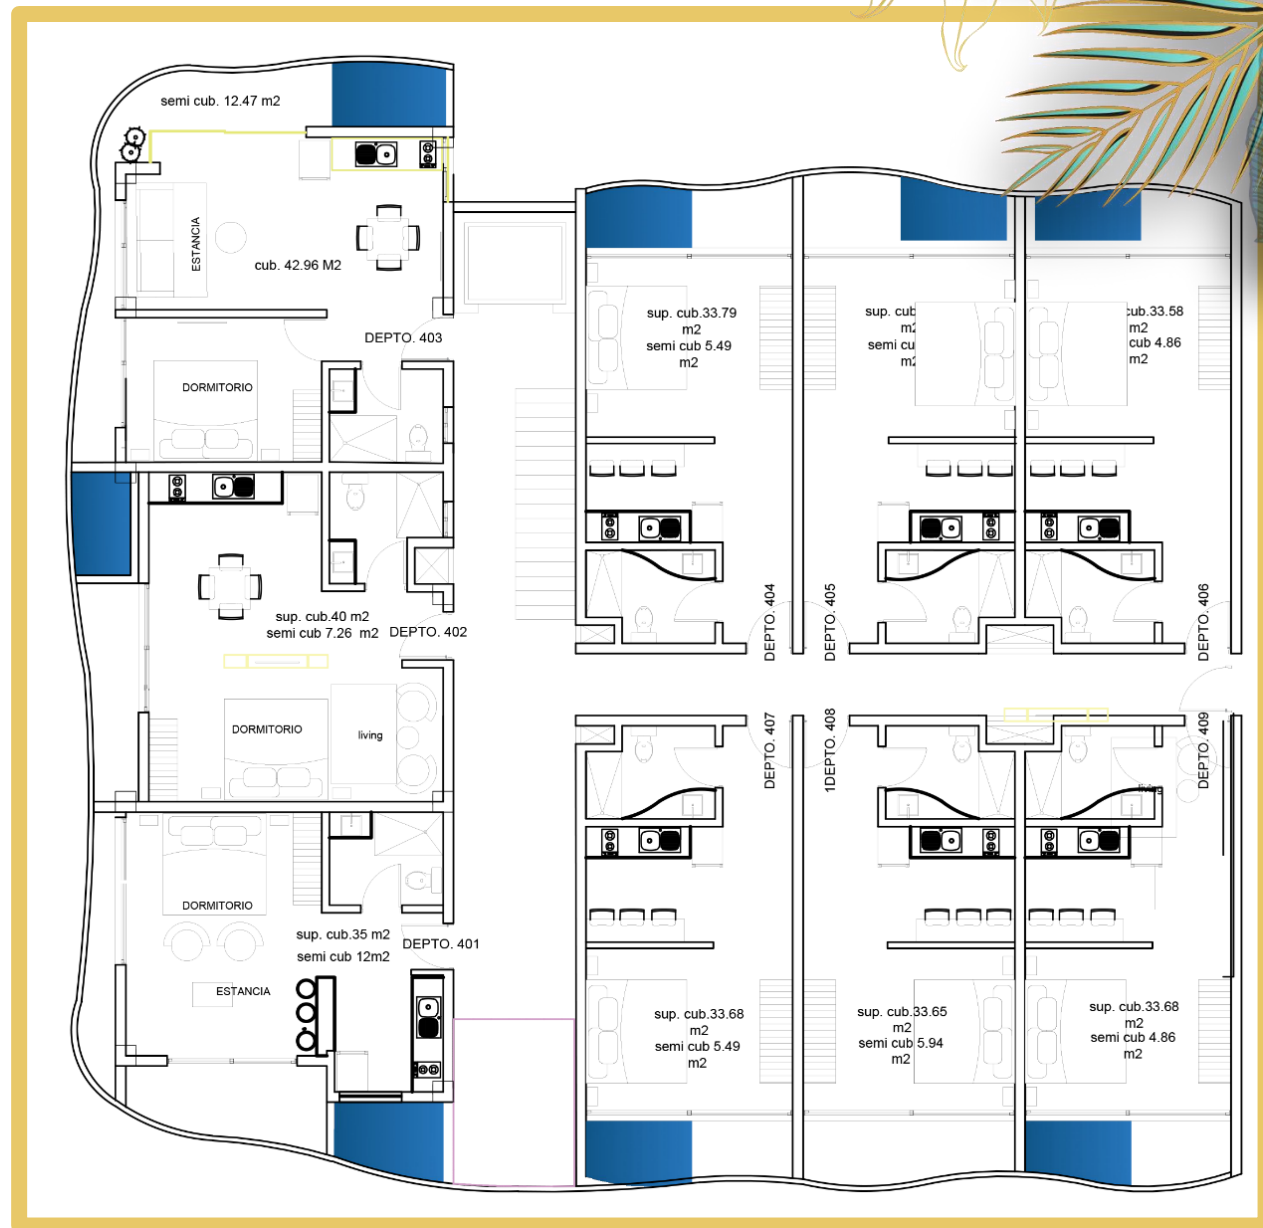 semi cub. 12.47 m2
ESTANCIA
cub. 42.96 M2
DEPTO. 403
DORMITORIO
sup. cub.40 m2
semi cub 7.26 m2
DEPTO. 402
DORMITORIO
living
DORMITORIO
sup. cub.35 m2
semi cub 12m2
DEPTO. 401
ESTANCIA
sup. cub.33.79
m2
semi cub 5.49
m2
DEPTO. 404
sup. cub
semi cu
DEPTO. 405
cub.33.58
m2
cub 4.86
m2
DEPTO. 406
DEPTO. 407
sup. cub.33.68
m2
semi cub 5.49
m2
1DEPTO. 408
sup. cub.33.65
m2
semi cub 5.94
m2
DEPTO. 409
living
sup. cub.33.68
m2
semi cub 4.86
m2